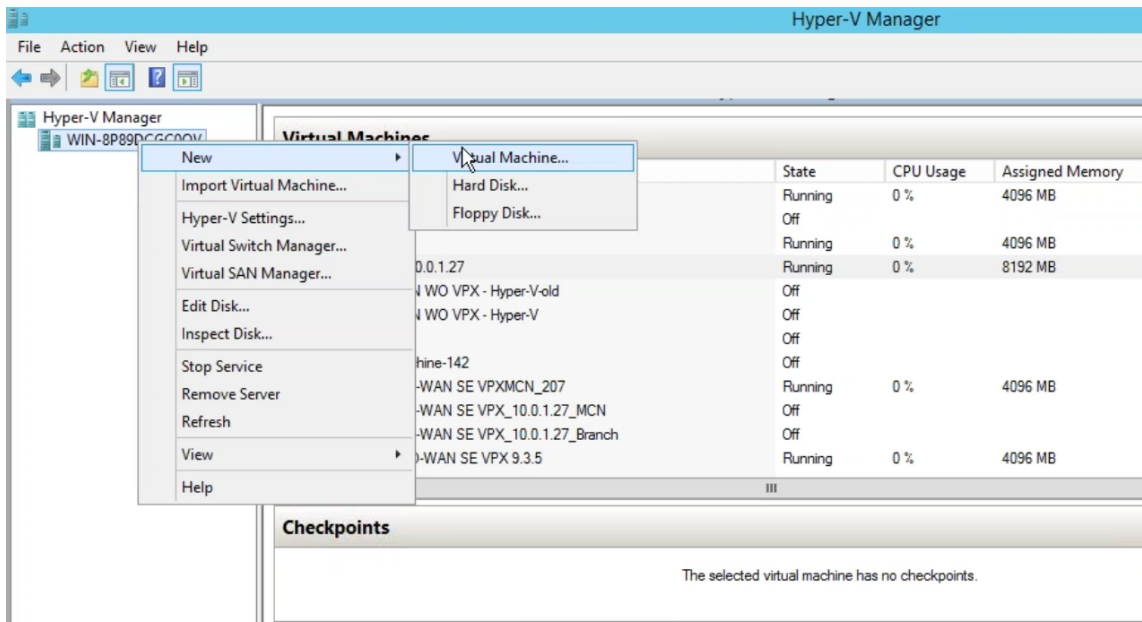 Hyper-V Manager
File Action View Help
Hyper-V Manager
WIN-8P89DCGC0QV
Virtual Machines
New
Virtual Machine...
Import Virtual Machine...
Hard Disk...
Hyper-V Settings...
Floppy Disk...
Virtual Switch Manager...
Virtual SAN Manager...
Edit Disk...
Inspect Disk...
Stop Service
Remove Server
Refresh
View
Help
State CPU Usage Assigned Memory
Running 0 % 4096 MB
Off
Running 0 % 4096 MB
0.0.1.27 Running 0 % 8192 MB
WO VPX - Hyper-V-old Off
WO VPX - Hyper-V Off
Off
hine-142 Off
-WAN SE VPXMCN_207 Running 0 % 4096 MB
-WAN SE VPX_10.0.1.27_MCN Off
-WAN SE VPX_10.0.1.27_Branch Off
-WAN SE VPX 9.3.5 Running 0 % 4096 MB
Checkpoints
The selected virtual machine has no checkpoints.